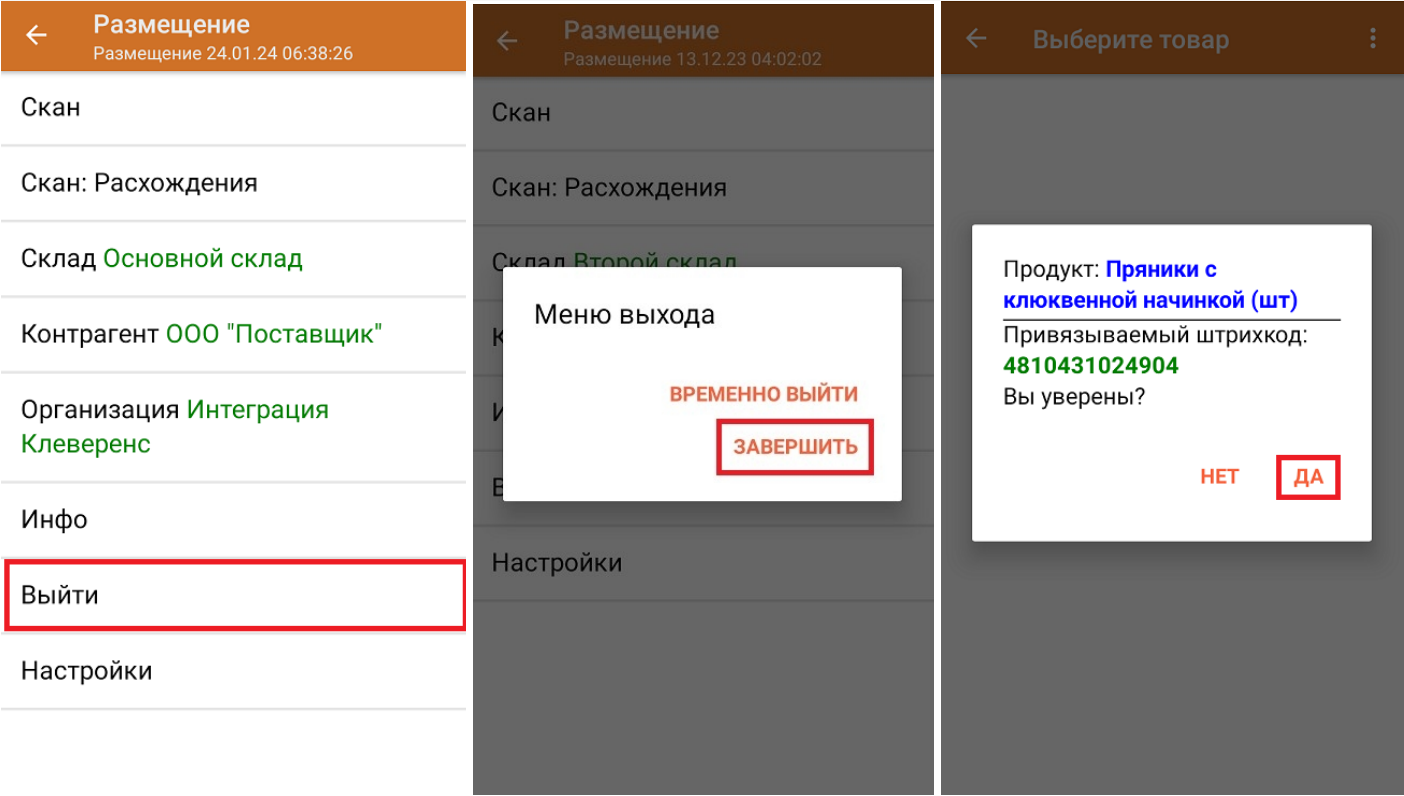 Размещение
Размещение 24.01.24 06:38:26
Скан
Скан: Расхождения
Склад Основной склад
Контрагент ООО "Поставщик"
Организация Интеграция
Клеверенс
Инфо
Выйти
Настройки
Размещение
Размещение 13.12.23 04:02:02
Скан
Скан: Расхождения
Склад Второй склад
Меню выхода
ВРЕМЕННО ВЫЙТИ
ЗАВЕРШИТЬ
Настройки
Выберите товар
Продукт: Пряники с
клюквенной начинкой (шт)
Привязываемый штрихкод:
4810431024904
Вы уверены?
НЕТ ДА